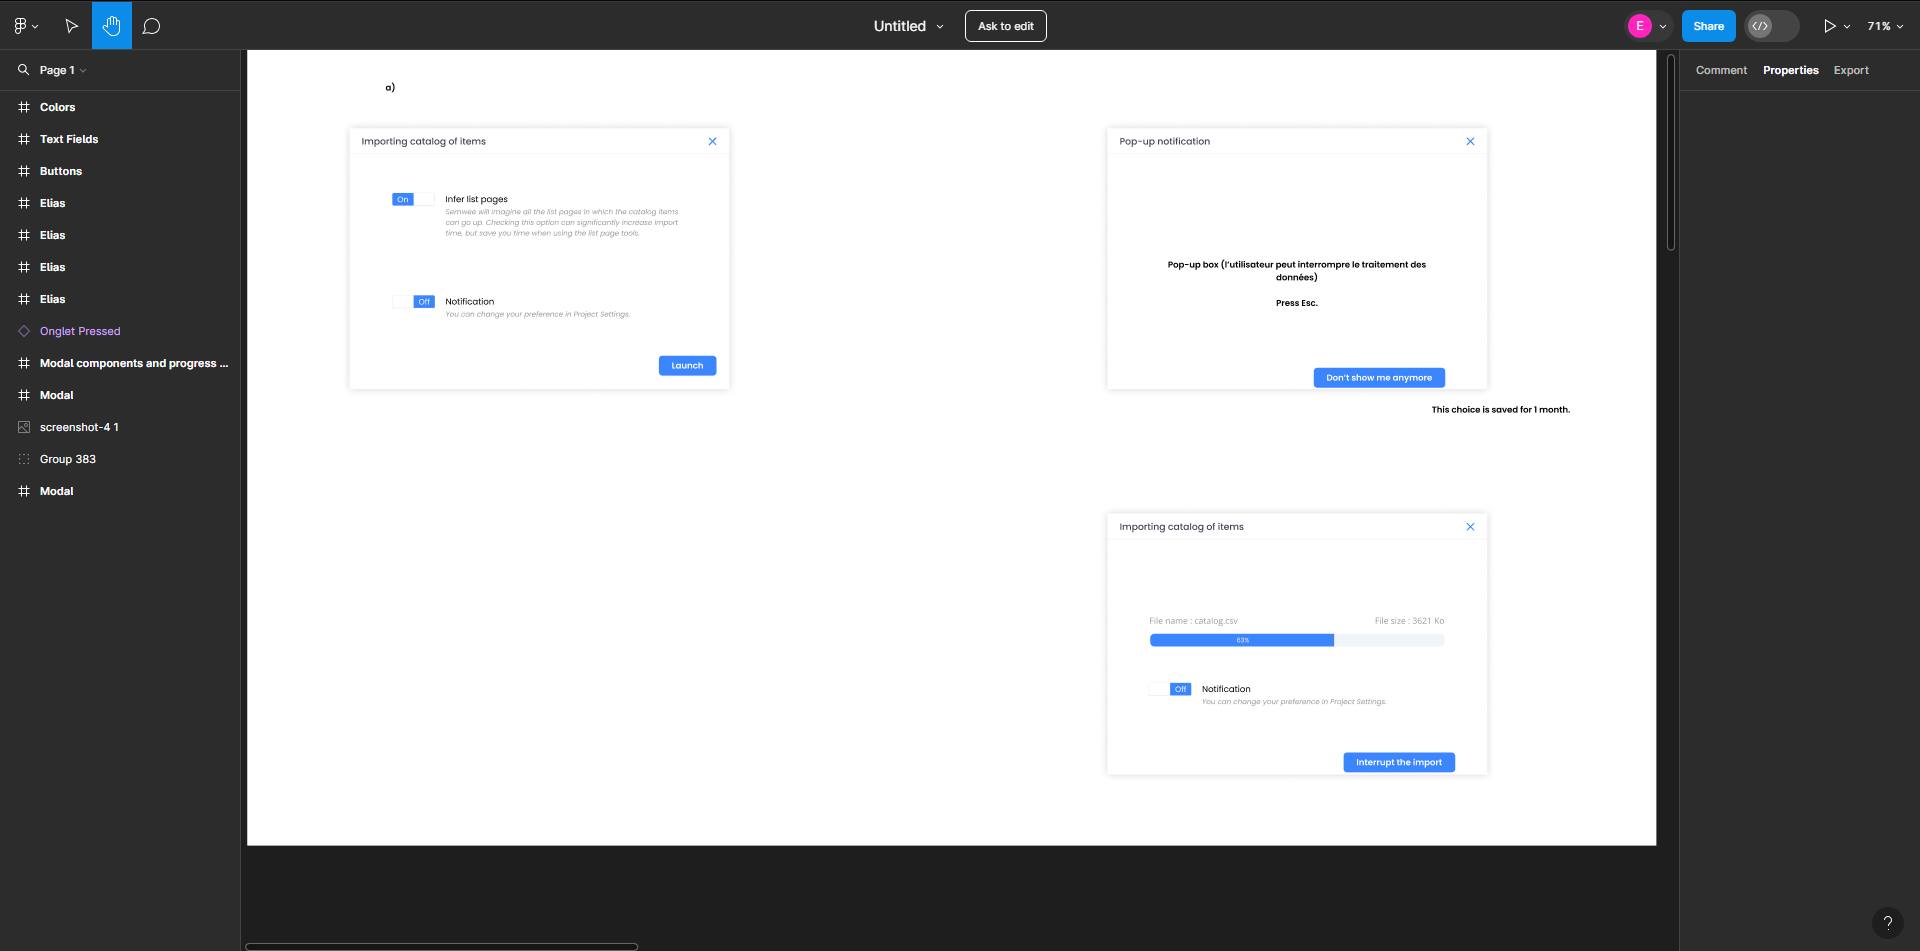 Untitled
Ask to edit
E
Share
71%
Page 1
Colors
Text Fields
Buttons
Elias
Elias
Elias
Elias
Onglet Pressed
Modal components and progress ...
Modal
screenshot-4 1
Group 383
Modal
a)
Importing catalog of items
On
Infer list pages
Semwee will imagine all the list pages in which the catalog items
can go up. Checking this option can significantly increase import
time, but save you time when using the list page tools.
Off
Notification
You can change your preference in Project Settings.
Launch
Pop-up notification
Pop-up box (l'utilisateur peut interrompre le traitement des
données)
Press Esc.
Don't show me anymore
This choice is saved for 1 month.
Importing catalog of items
File name : catalog.csv
File size : 3621 Ko
63%
Off
Notification
You can change your preference in Project Settings.
Interrupt the import
Comment
Properties
Export
?